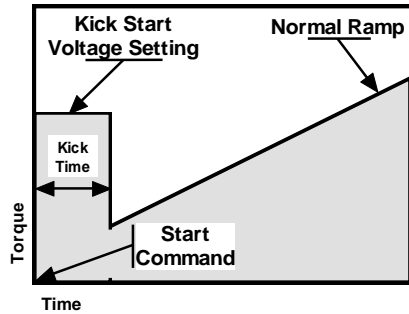 Kick Start
Voltage Setting
Normal Ramp
Kick
Time
Torque
Start
Command
Time